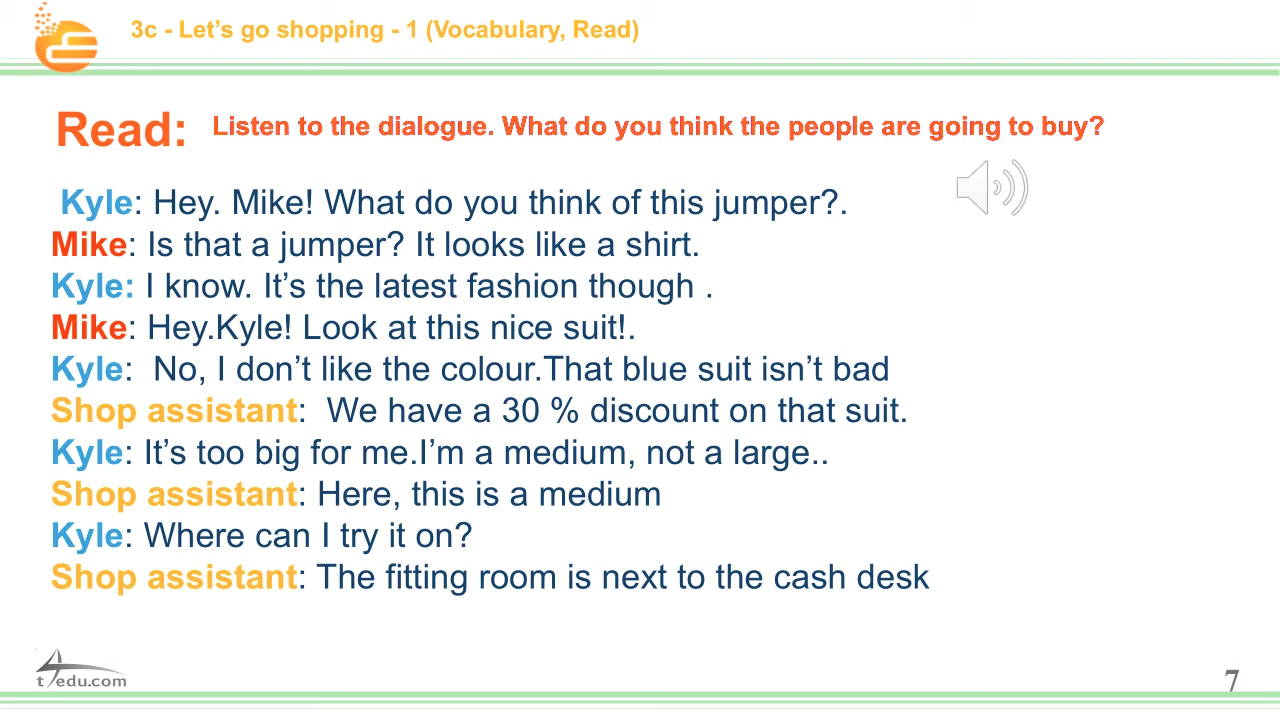 3c - Let’s go shopping - 1 (Vocabulary, Read)
Read: Listen to the dialogue. What do you think the people are going to buy?
Kyle: Hey. Mike! What do you think of this jumper?.
Mike: Is that a jumper? It looks like a shirt.
Kyle: I know. It’s the latest fashion though .
Mike: Hey.Kyle! Look at this nice suit!.
Kyle:  No, I don’t like the colour.That blue suit isn’t bad
Shop assistant:  We have a 30 % discount on that suit.
Kyle: It’s too big for me.I’m a medium, not a large..
Shop assistant: Here, this is a medium
Kyle: Where can I try it on?
Shop assistant: The fitting room is next to the cash desk
t4edu.com
7